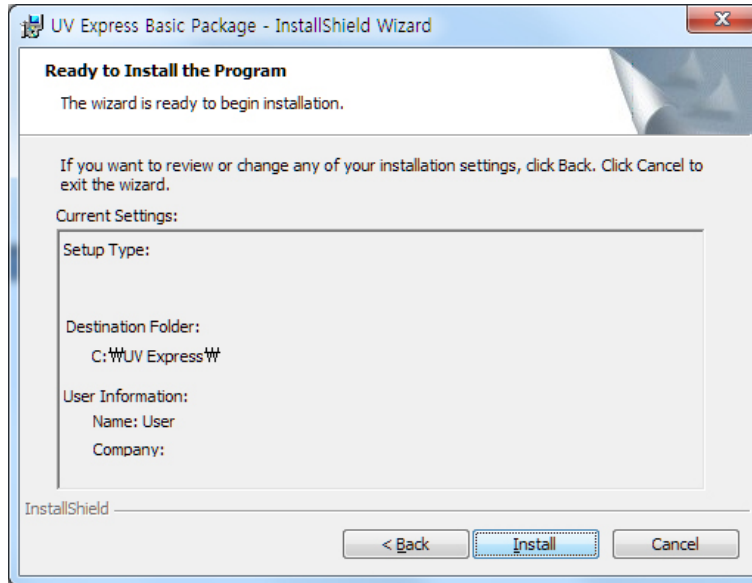 UV Express Basic Package - InstallShield Wizard
Ready to Install the Program
The wizard is ready to begin installation.
If you want to review or change any of your installation settings, click Back. Click Cancel to
exit the wizard.
Current Settings:
Setup Type:
Destination Folder:
C:₩UV Express₩
User Information:
Name: User
Company:
InstallShield
< Back
Install
Cancel